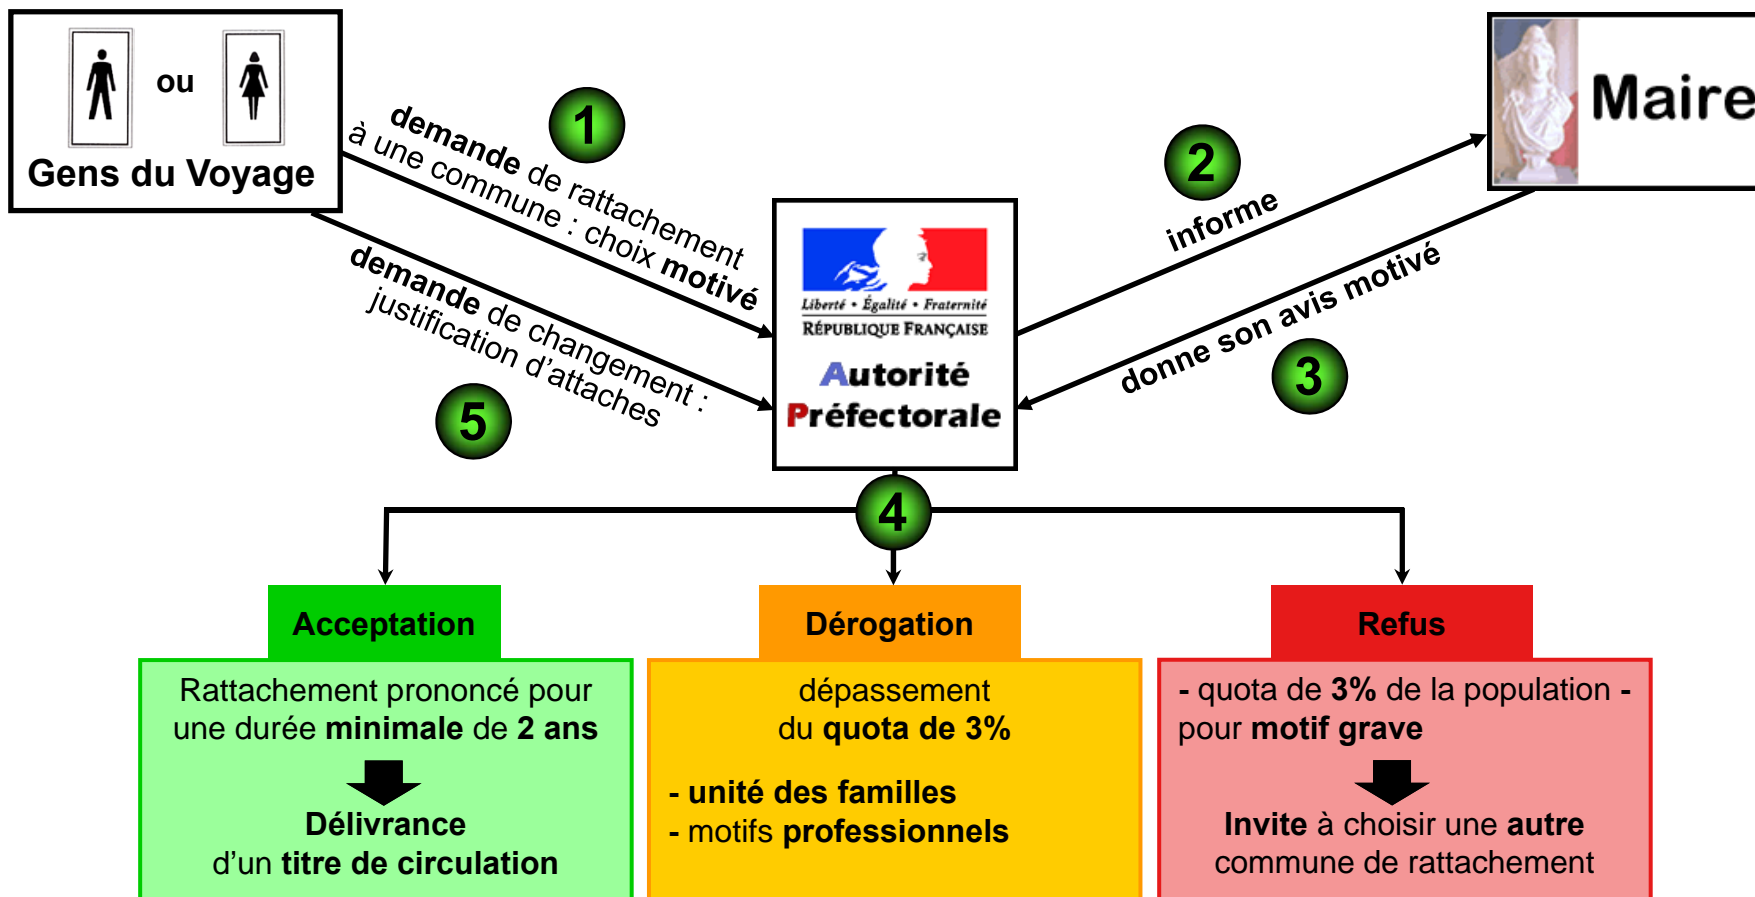 ou
Gens du Voyage
1
demande de rattachement
à une commune : choix motivé
2
informe
Maire
demande de changement :
justification d’attaches
5
Liberté • Égalité • Fraternité
RÉPUBLIQUE FRANÇAISE
Autorité
Préfectorale
donne son avis motivé
3
4
Acceptation
Rattachement prononcé pour
une durée minimale de 2 ans
Délivrance
d’un titre de circulation
Dérogation
dépassement
du quota de 3%
- unité des familles
- motifs professionnels
Refus
- quota de 3% de la population -
pour motif grave
Invite à choisir une autre
commune de rattachement